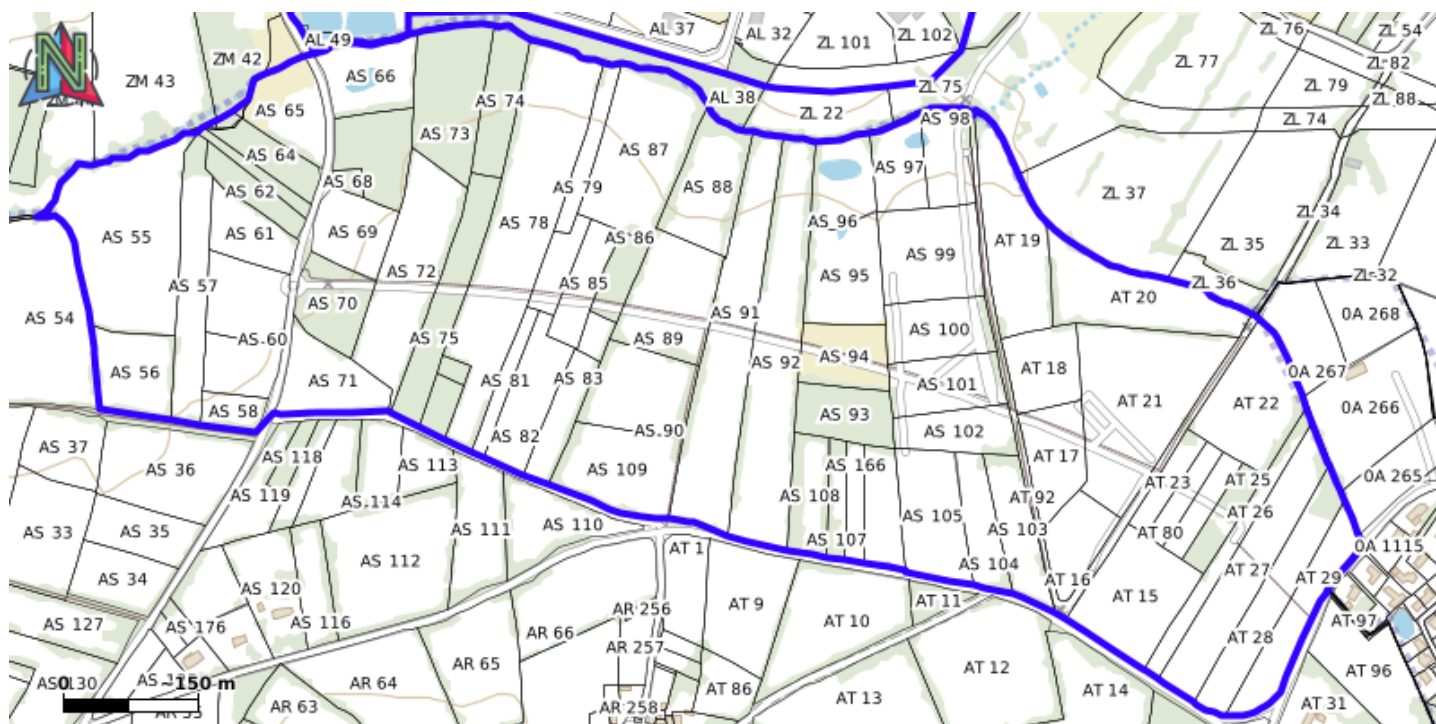 AL 49
AL 37
AL 32
ZL 101
ZL 102
ZL 76
ZL 54
ZM 43
ZM 42
AS 66
ZL 77
ZL 82
ZL 79
ZL 88
ZL 75
AL 38
ZL 22
AS 98
ZL 74
AS 65
AS 74
AS 73
AS 64
AS 87
AS 97
AS 62
AS 68
AS 79
AS 88
ZL 37
ZL 34
AS 55
AS 61
AS 69
AS 78
AS 86
AS 96
AS 99
AT 19
ZL 35
ZL 33
AS 57
AS 72
AS 85
AS 95
ZL 36
ZL 32
AS 70
AT 20
AS 54
AS 91
0A 268
AS 60
AS 75
AS 89
AS 100
AS 56
AS 92
AS 94
AT 18
0A 267
AS 71
AS 81
AS 83
AS 101
AT 21
AT 22
0A 266
AS 58
AS 93
AS 37
AS 82
AS 90
AS 102
AS 36
AS 118
AS 113
AS 109
AS 166
AT 17
0A 265
AS 119
AS 114
AS 108
AT 92
AT 23
AT 25
AS 33
AS 35
AS 111
AS 110
AS 105
AS 103
AT 80
AT 26
AS 107
AT 1
0A 1115
AS 34
AS 112
AS 104
AT 16
AT 27
AT 29
AS 120
AT 9
AT 11
AT 15
AS 127
AS 176
AS 116
AR 256
AR 66
AT 10
AT 97
AR 257
AT 28
AR 65
AT 12
AT 96
AR 64
AT 86
AT 13
AT 14
AR 63
AR 258
AT 31
0 150 m